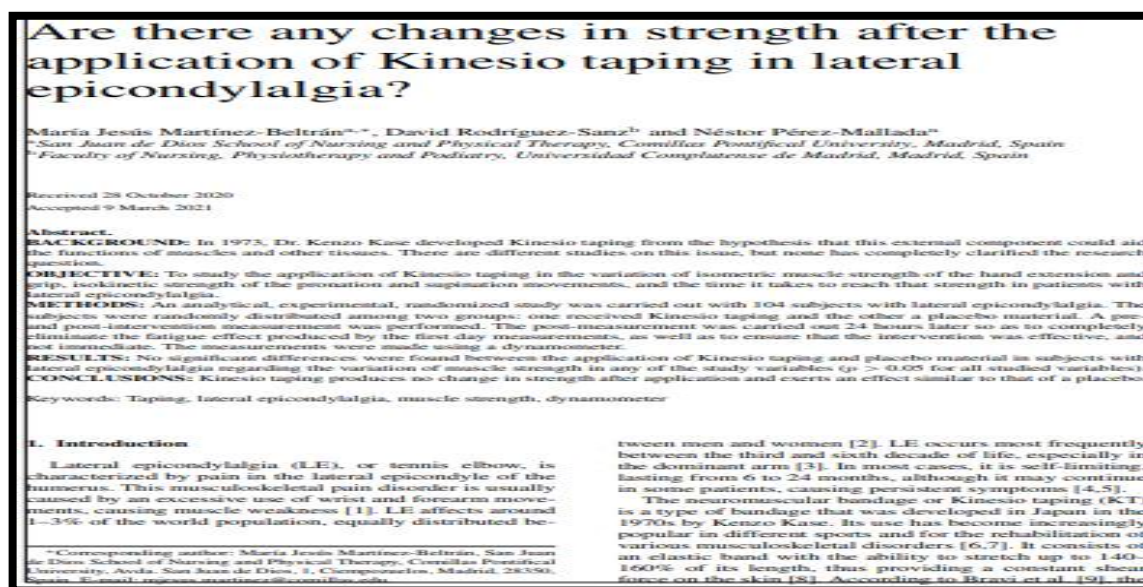 Are there any changes in strength after the
application of Kinesio taping in lateral
epicondylalgia?
María Jesús Martínez-Beltrán^a,*, David Rodríguez-Sanz^b and Néstor Pérez-Mallada^a
^a San Juan de Dios School of Nursing and Physical Therapy, Comillas Pontifical University, Madrid, Spain
^b Faculty of Nursing, Physiotherapy and Podiatry, Universidad Complutense de Madrid, Madrid, Spain
Received 28 October 2020
Accepted 9 March 2021
Abstract.
BACKGROUND: In 1973, Dr. Kenzo Kase developed Kinesio taping from the hypothesis that this external component could aid
the functions of muscles and other tissues. There are different studies on this issue, but none has completely clarified the research
question.
OBJECTIVE: To study the application of Kinesio taping in the variation of isometric muscle strength of the hand extension and
grip, isokinetic strength of the pronation and supination movements, and the time it takes to reach that strength in patients with
lateral epicondylalgia.
METHODS: An analytical, experimental, randomized study was carried out with 104 subjects with lateral epicondylalgia. The
subjects were randomly distributed among two groups: one received Kinesio taping and the other a placebo material. A pre-
and post-intervention measurement was performed. The post-measurement was carried out 24 hours later so as to completely
eliminate the fatigue effect produced by the first day measurements, as well as to ensure that the intervention was effective, and
not immediate. The measurements were made using a dynamometer.
RESULTS: No significant differences were found between the application of Kinesio taping and placebo material in subjects with
lateral epicondylalgia regarding the variation of muscle strength in any of the study variables (p > 0.05 for all studied variables)
CONCLUSIONS: Kinesio taping produces no change in strength after application and exerts an effect similar to that of a placebo
Keywords: Taping, lateral epicondylalgia, muscle strength, dynamometer
1. Introduction
Lateral epicondylalgia (LE), or tennis elbow, is
characterized by pain in the lateral epicondyle of the
humerus. This musculoskeletal pain disorder is usually
caused by an excessive use of wrist and forearm move-
ments, causing muscle weakness [1]. LE affects around
1–3% of the world population, equally distributed be-
*Corresponding author: María Jesús Martínez-Beltrán, San Juan
de Dios School of Nursing and Physical Therapy, Comillas Pontifical
University, Avda. San Juan de Dios, 1, Ciempozuelos, Madrid, 28350,
Spain. E-mail: mjesus.martinez@comillas.edu
tween men and women [2]. LE occurs most frequently
between the third and sixth decade of life, especially in
the dominant arm [3]. In most cases, it is self-limiting
lasting from 6 to 24 months, although it may continue
in some patients, causing persistent symptoms [4,5].
The neuromuscular bandage or Kinesio taping (KT)
is a type of bandage that was developed in Japan in the
1970s by Kenzo Kase. Its use has become increasingly
popular in different sports and for the rehabilitation of
various musculoskeletal disorders [6,7]. It consists of
an elastic band with the ability to stretch up to 140–
160% of its length, thus providing a constant shear
force on the skin [8]. According to Bravi et al. [9],